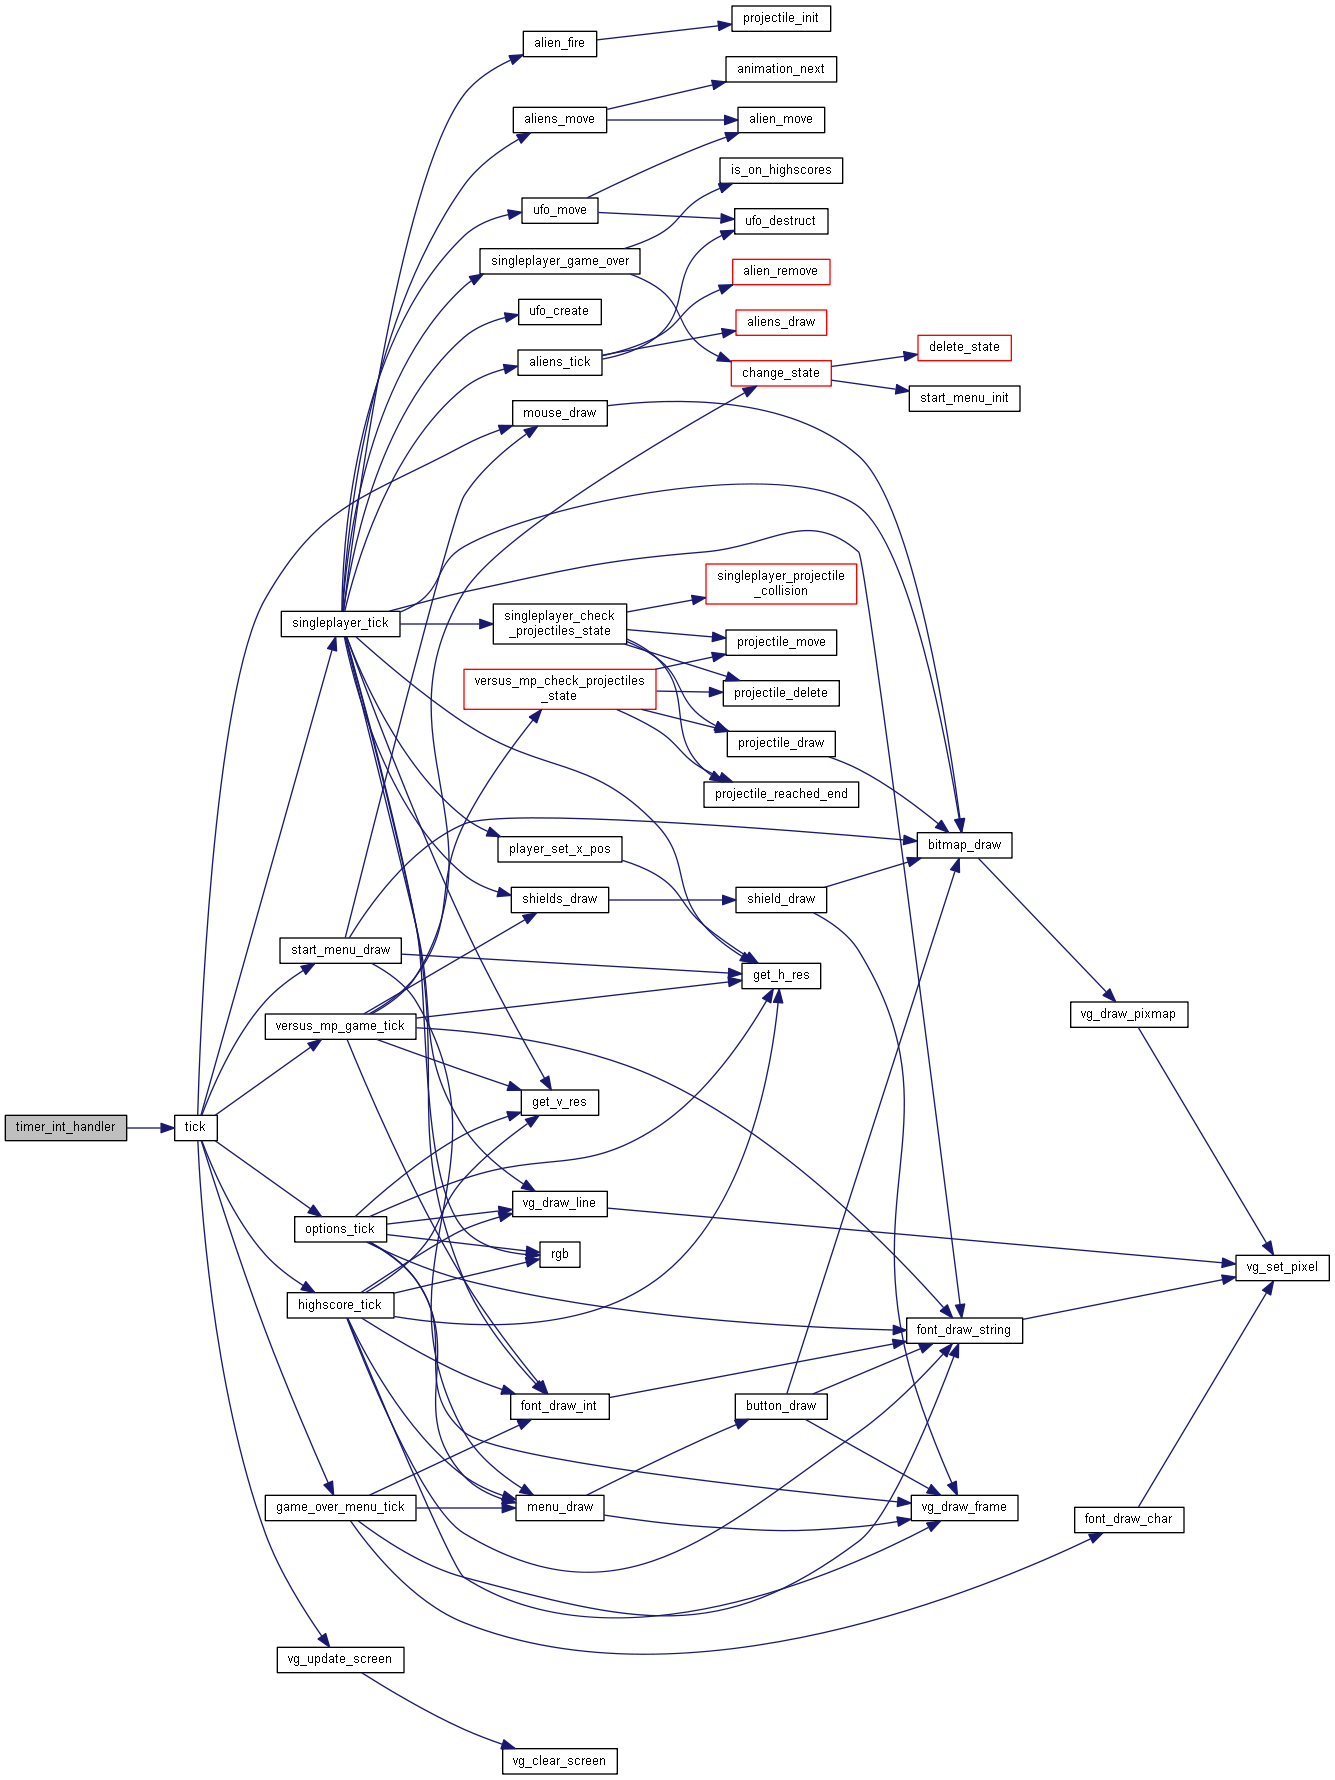 projectile_init
alien_fire
animation_next
aliens_move
alien_move
is_on_highscores
ufo_move
ufo_destruct
singleplayer_game_over
alien_remove
ufo_create
aliens_draw
delete_state
aliens_tick
change_state
start_menu_init
mouse_draw
singleplayer_projectile
_collision
singleplayer_tick
singleplayer_check
_projectiles_state
projectile_move
versus_mp_check_projectiles
_state
projectile_delete
projectile_draw
projectile_reached_end
player_set_x_pos
bitmap_draw
shields_draw
shield_draw
start_menu_draw
get_h_res
vg_draw_pixmap
versus_mp_game_tick
get_v_res
timer_int_handler
tick
vg_draw_line
options_tick
rgb
vg_set_pixel
highscore_tick
font_draw_string
font_draw_int
button_draw
game_over_menu_tick
menu_draw
vg_draw_frame
font_draw_char
vg_update_screen
vg_clear_screen